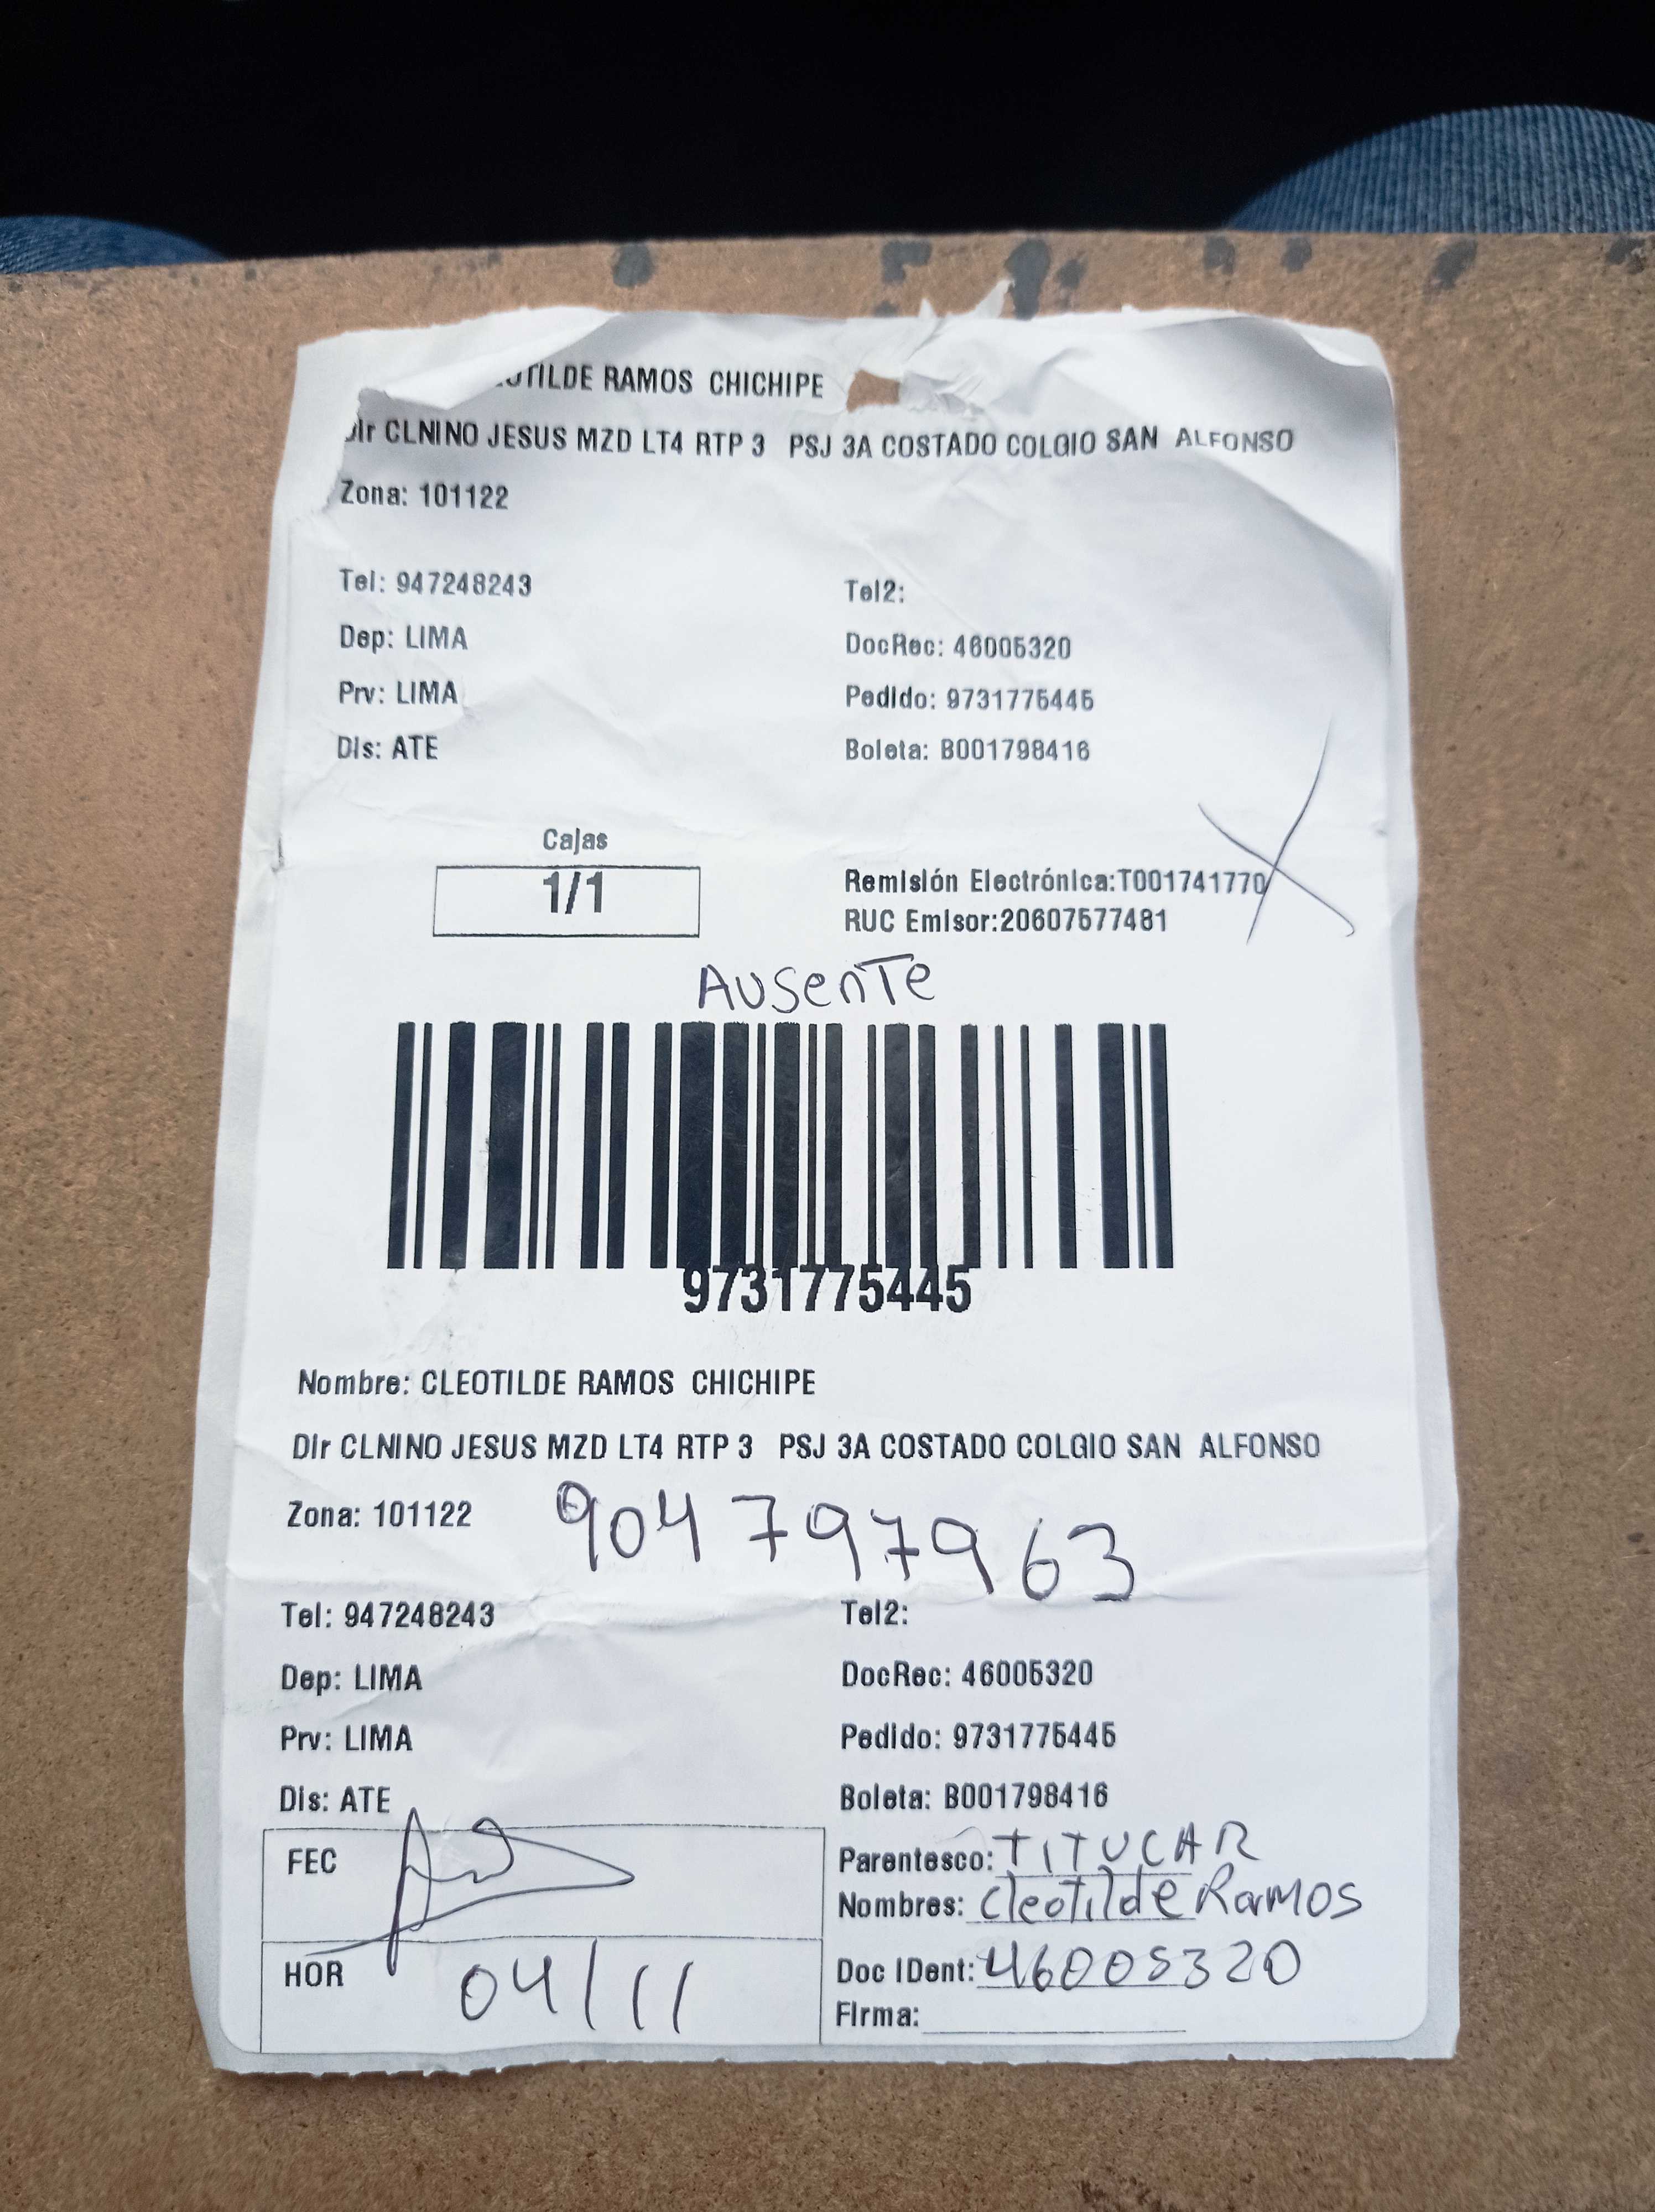 OTILDE RAMOS CHICHIPE
Dir CLNINO JESUS MZD LT4 RTP 3 PSJ 3A COSTADO COLGIO SAN ALFONSO
Zona: 101122
Tel: 947248243 Tel2:
Dep: LIMA DocRec: 46005320
Prv: LIMA Pedido: 9731775445
Dis: ATE Boleta: B001798416
Cajas
1/1
Remisión Electrónica:T001741770
RUC Emisor:20607577481
AusenTe
9731775445
Nombre: CLEOTILDE RAMOS CHICHIPE
Dir CLNINO JESUS MZD LT4 RTP 3 PSJ 3A COSTADO COLGIO SAN ALFONSO
Zona: 101122 904797963
Tel: 947248243 Tel2:
Dep: LIMA DocRec: 46005320
Prv: LIMA Pedido: 9731775445
Dis: ATE Boleta: B001798416
FEC Parentesco: TITUCAR
Nombres: Cleotilde Ramos
HOR 04/11 Doc IDent: 46005320
Firma: